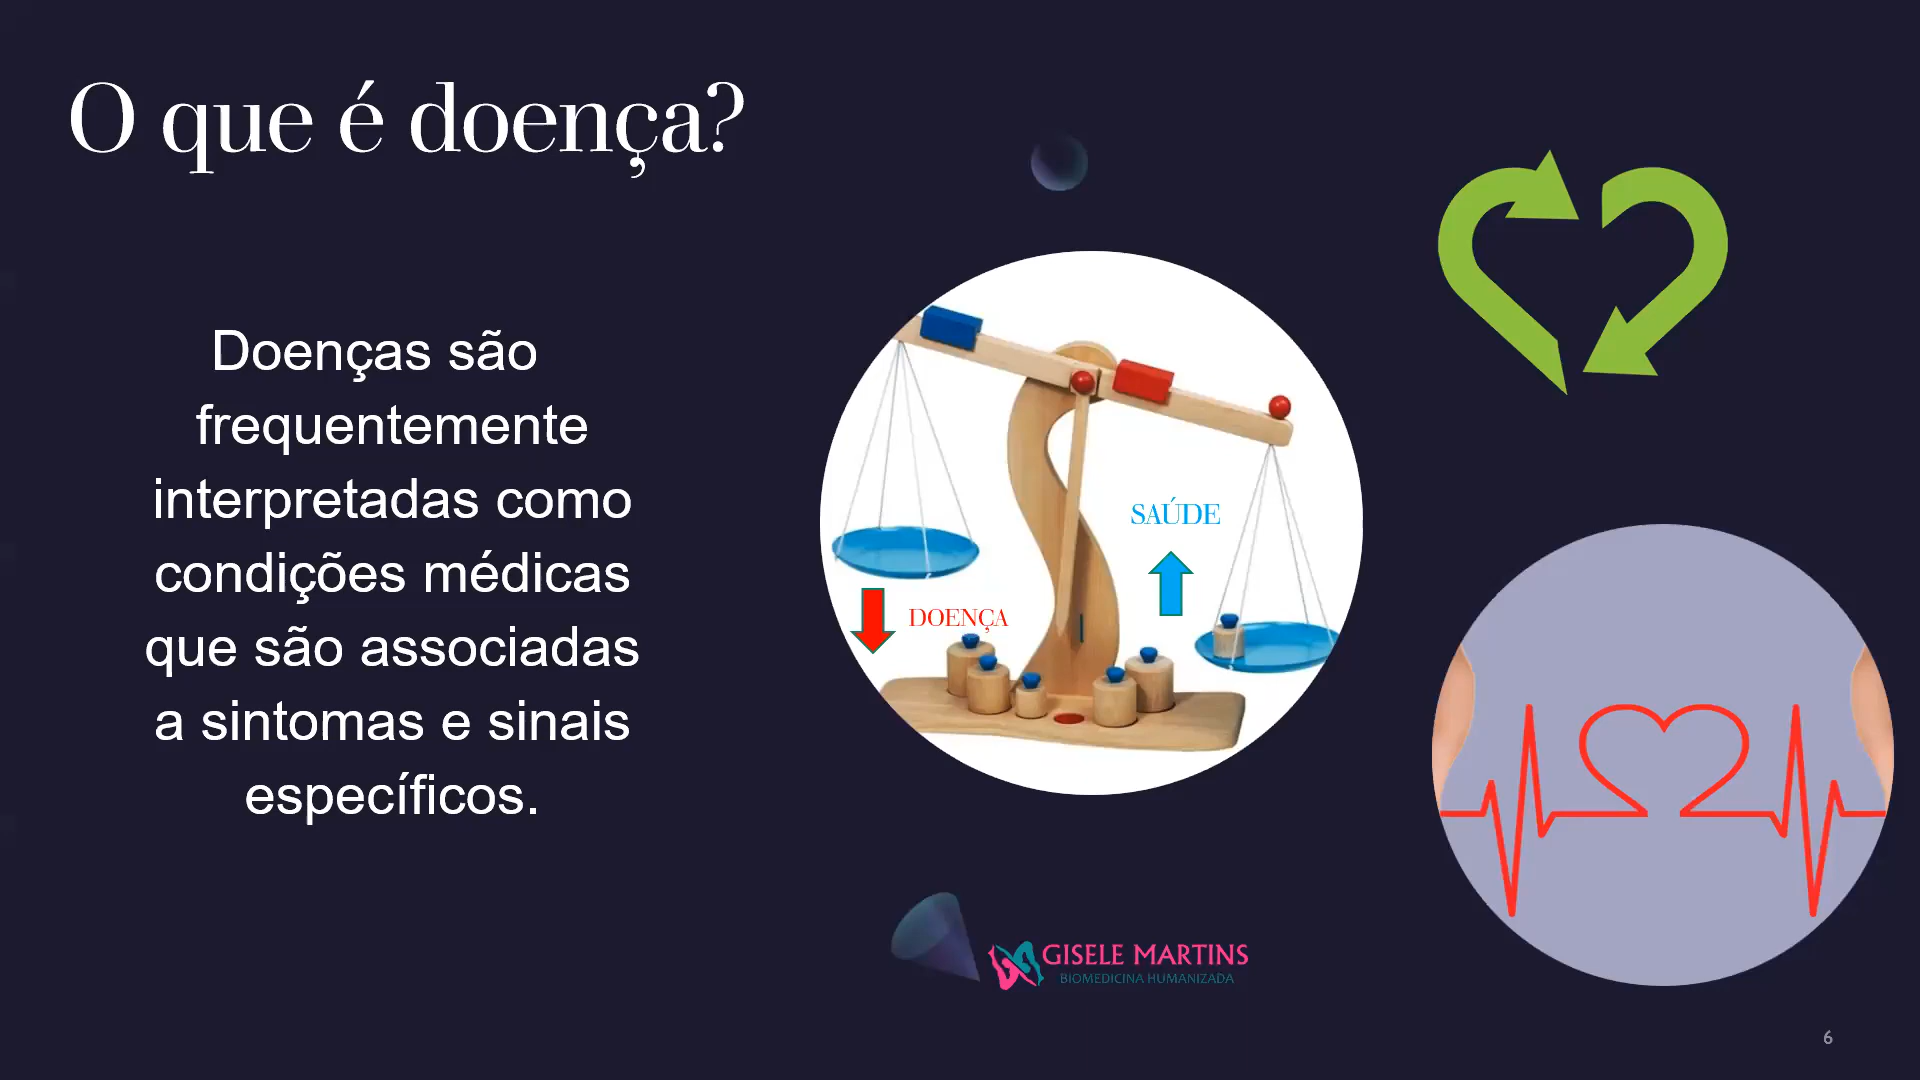 O que é doença?
Doenças são
frequentemente
interpretadas como
condições médicas
que são associadas
a sintomas e sinais
específicos.
SAÚDE
DOENÇA
GISELE MARTINS
BIOMEDICINA HUMANIZADA
6